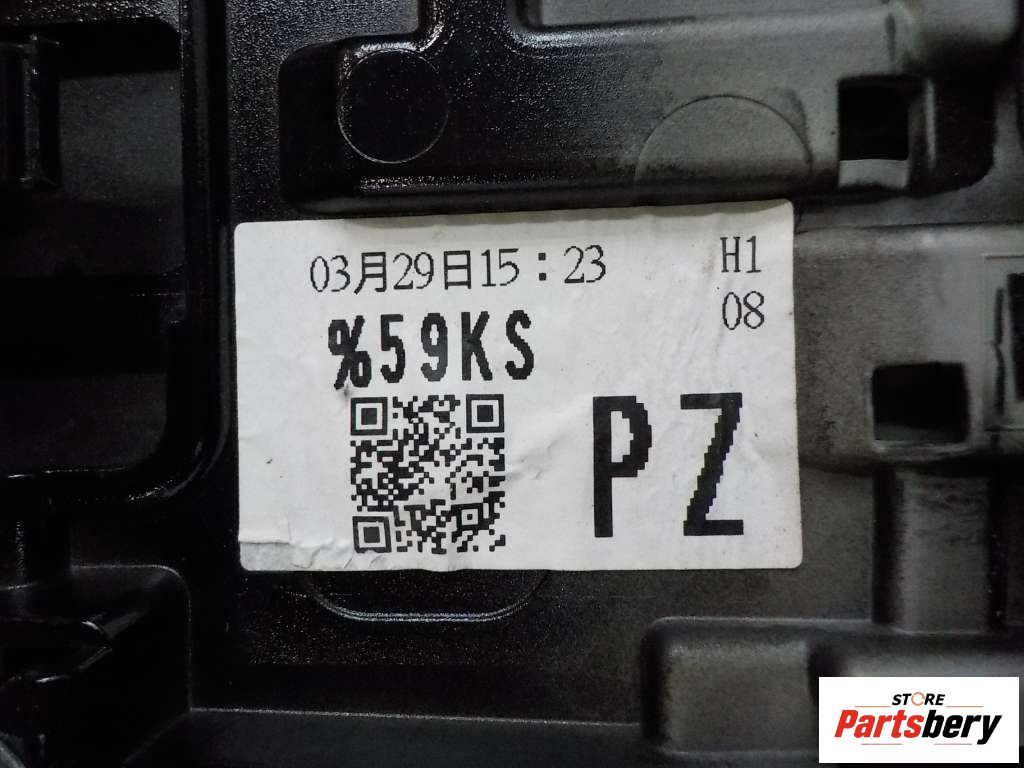 03月29日15：23
H1
08
%59KS
PZ
STORE
Partsbery